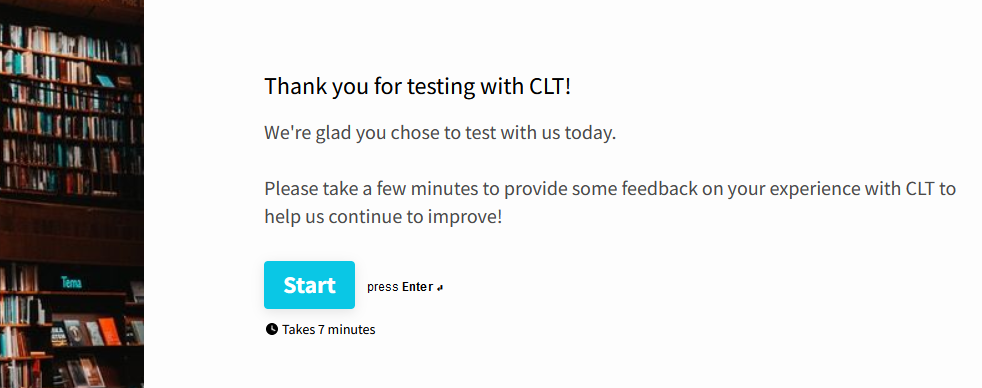 Thank you for testing with CLT!
We're glad you chose to test with us today.
Please take a few minutes to provide some feedback on your experience with CLT to
help us continue to improve!
Start
press Enter ↵
Takes 7 minutes
Tema